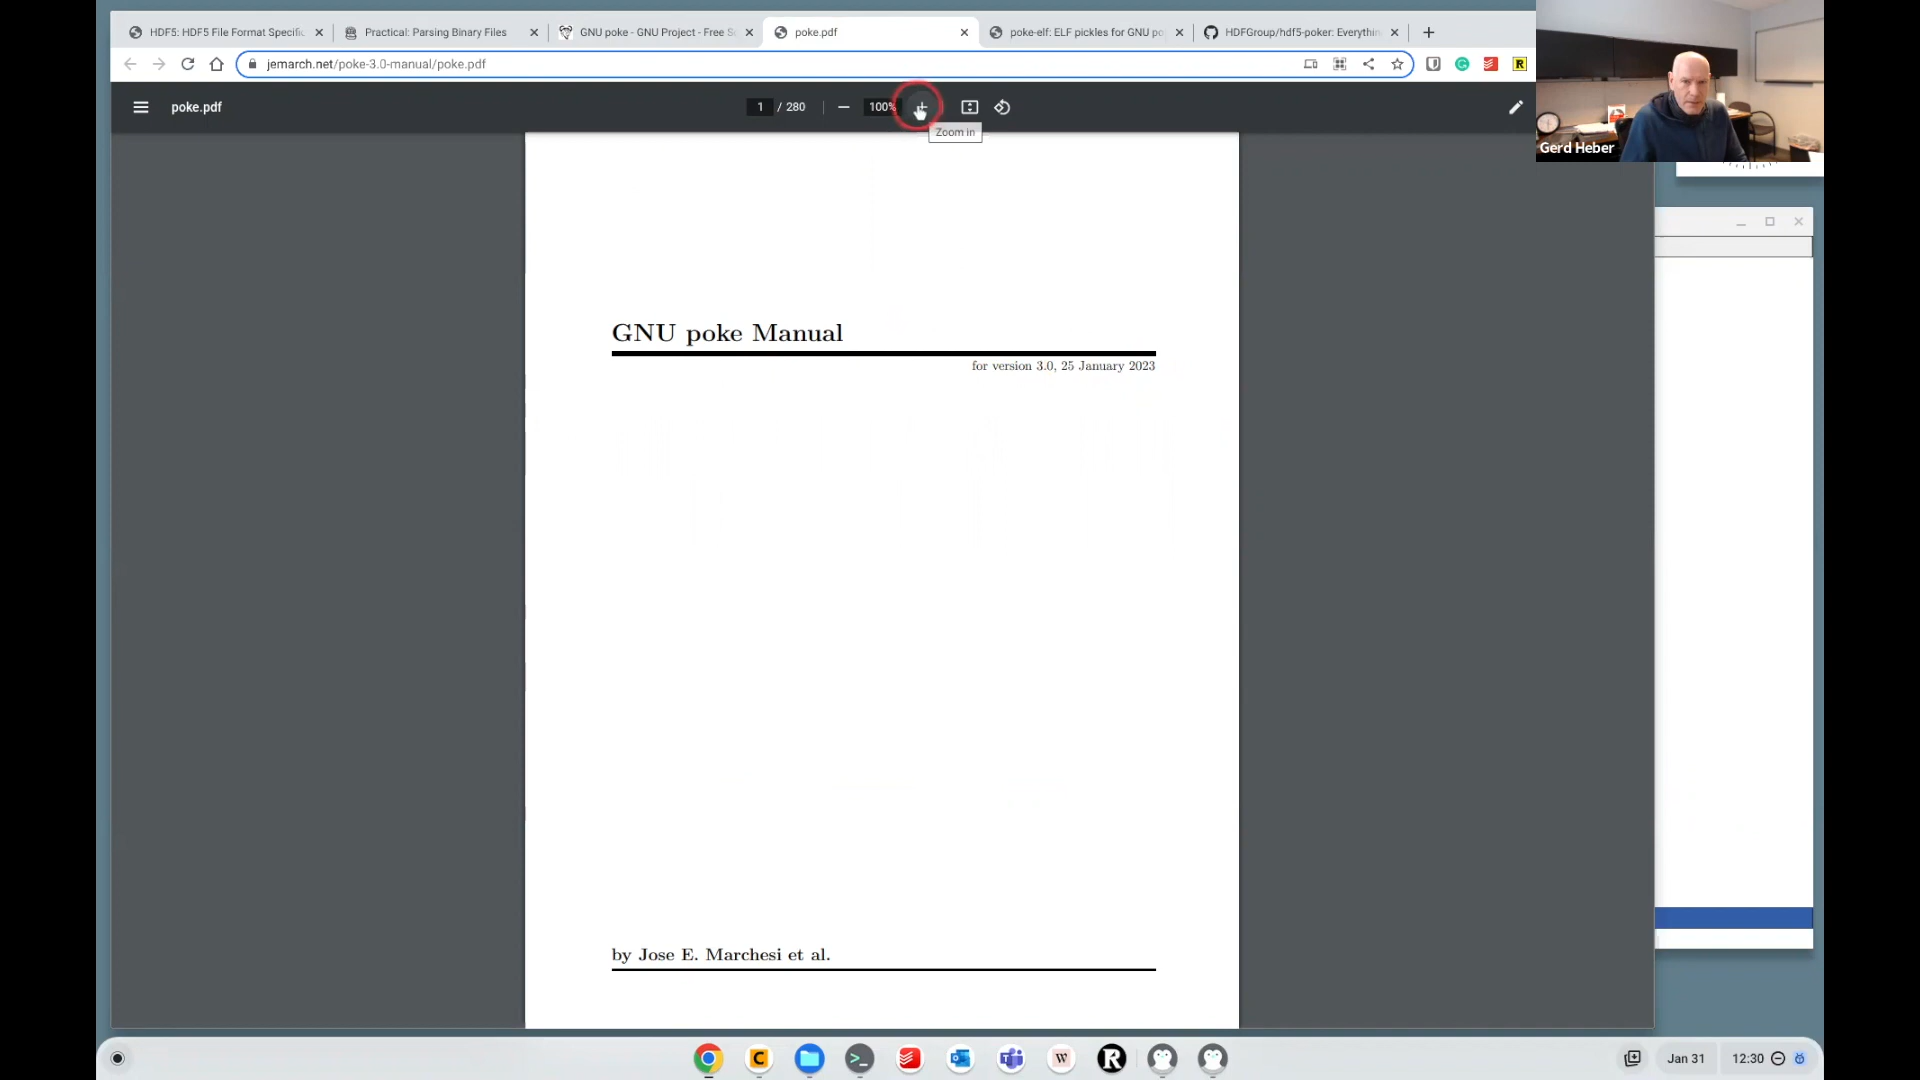 HDF5: HDF5 File Format Specific
Practical: Parsing Binary Files
GNU poke - GNU Project - Free S
poke.pdf
poke-elf: ELF pickles for GNU po
HDFGroup/hdf5-poker: Everythin
jemarch.net/poke-3.0-manual/poke.pdf
poke.pdf
1 / 280
100%
Zoom in
Gerd Heber
GNU poke Manual
for version 3.0, 25 January 2023
by Jose E. Marchesi et al.
Jan 31
12:30